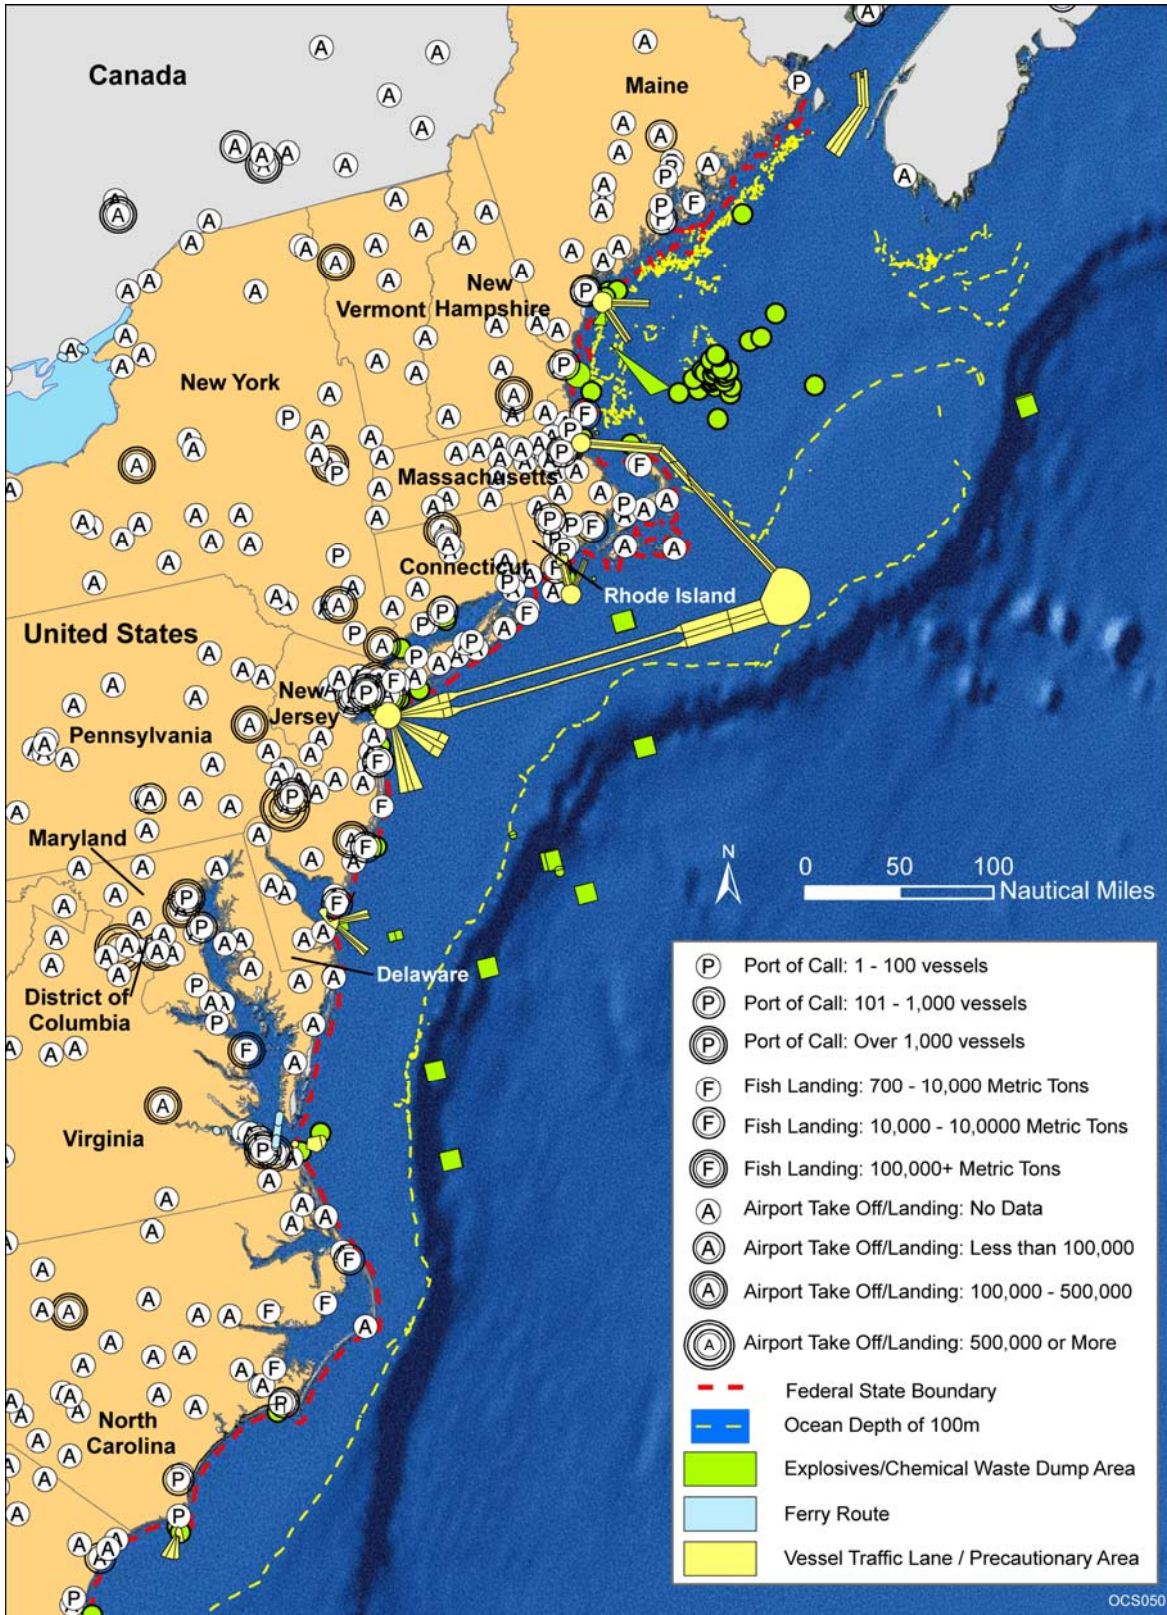 Canada
Maine
New
Hampshire
Vermont
New York
Massachusetts
Connecticut
Rhode Island
United States
New
Jersey
Pennsylvania
Maryland
N
0 50 100
Nautical Miles
Delaware
District of
Columbia
Virginia
North
Carolina
P Port of Call: 1 - 100 vessels
P Port of Call: 101 - 1,000 vessels
P Port of Call: Over 1,000 vessels
F Fish Landing: 700 - 10,000 Metric Tons
F Fish Landing: 10,000 - 10,0000 Metric Tons
F Fish Landing: 100,000+ Metric Tons
A Airport Take Off/Landing: No Data
A Airport Take Off/Landing: Less than 100,000
A Airport Take Off/Landing: 100,000 - 500,000
A Airport Take Off/Landing: 500,000 or More
Federal State Boundary
Ocean Depth of 100m
Explosives/Chemical Waste Dump Area
Ferry Route
Vessel Traffic Lane / Precautionary Area
OCS050